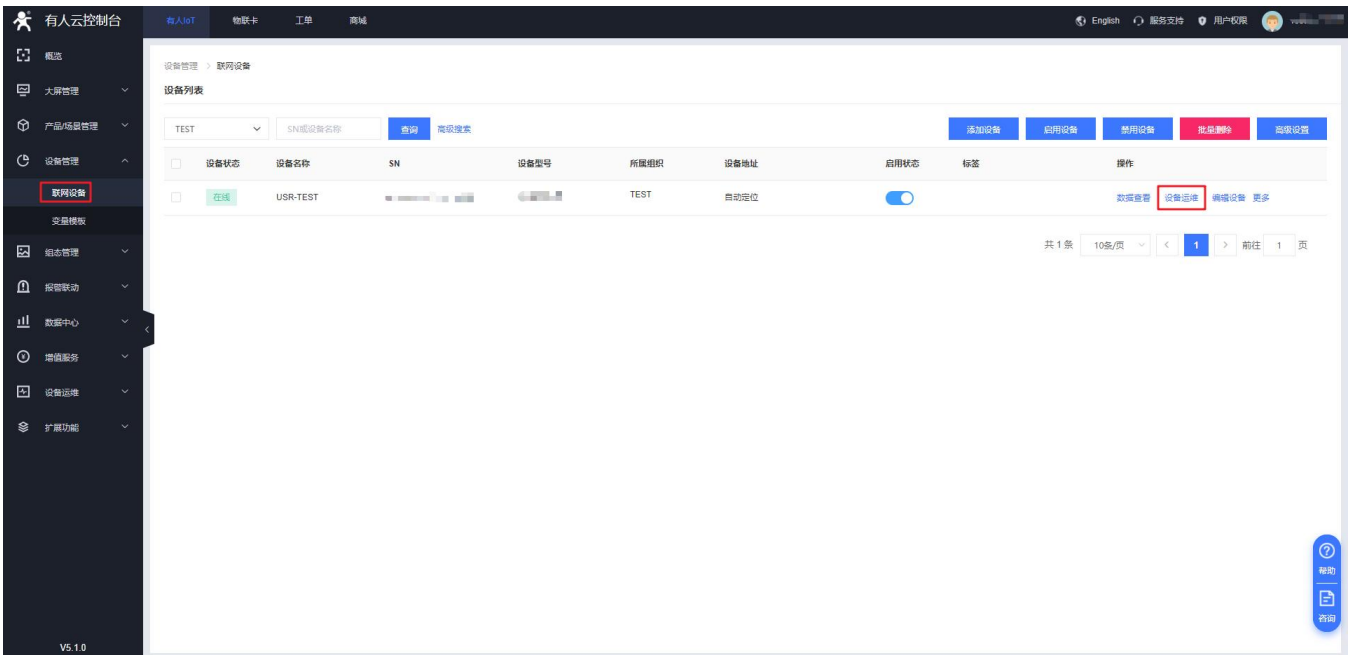 有人云控制台
有人IoT 物联卡 工单 商城
English 服务支持 用户权限
概览
大屏管理
产品/场景管理
设备管理
联网设备
变量模板
组态管理
报警联动
数据中心
增值服务
设备运维
扩展功能
V5.1.0
设备管理 > 联网设备
设备列表
TEST SN或设备名称 查询 高级搜索 添加设备 启用设备 禁用设备 批量删除 高级设置
设备状态 设备名称 SN 设备型号 所属组织 设备地址 启用状态 标签 操作
在线 USR-TEST TEST 自动定位 数据查看 设备运维 编辑设备 更多
共 1 条 10条/页 < 1 > 前往 1 页
帮助
咨询